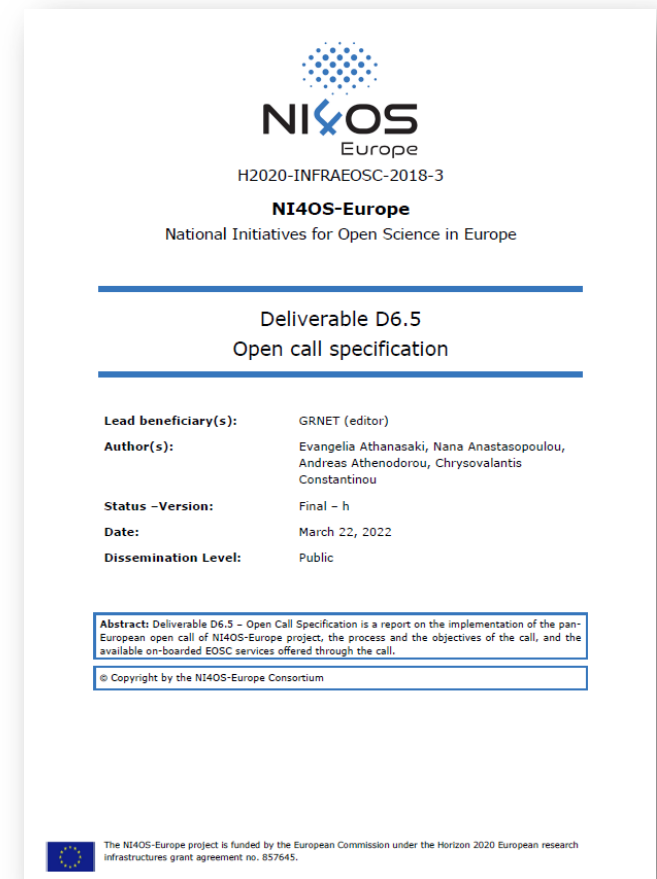 NI4OS
Europe
H2020-INFRAEOSC-2018-3
NI4OS-Europe
National Initiatives for Open Science in Europe
Deliverable D6.5
Open call specification
Lead beneficiary(s): GRNET (editor)
Author(s): Evangelia Athanasaki, Nana Anastasopoulou,
Andreas Athenodorou, Chrysovalantis
Constantinou
Status –Version: Final – h
Date: March 22, 2022
Dissemination Level: Public
Abstract: Deliverable D6.5 – Open Call Specification is a report on the implementation of the pan-
European open call of NI4OS-Europe project, the process and the objectives of the call, and the
available on-boarded EOSC services offered through the call.
© Copyright by the NI4OS-Europe Consortium
The NI4OS-Europe project is funded by the European Commission under the Horizon 2020 European research
infrastructures grant agreement no. 857645.